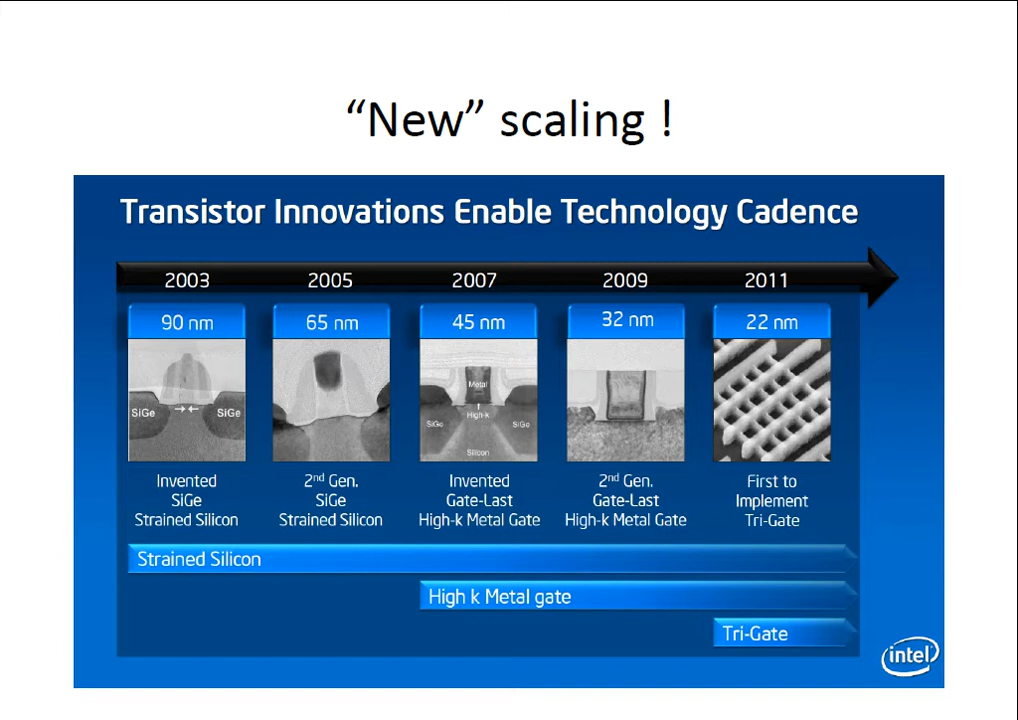 “New” scaling !
Transistor Innovations Enable Technology Cadence
2003 2005 2007 2009 2011
90 nm 65 nm 45 nm 32 nm 22 nm
SiGe SiGe
Metal
High-k
SiGe SiGe
Silicon
Invented
SiGe
Strained Silicon
2nd Gen.
SiGe
Strained Silicon
Invented
Gate-Last
High-k Metal Gate
2nd Gen.
Gate-Last
High-k Metal Gate
First to
Implement
Tri-Gate
Strained Silicon
High k Metal gate
Tri-Gate
intel